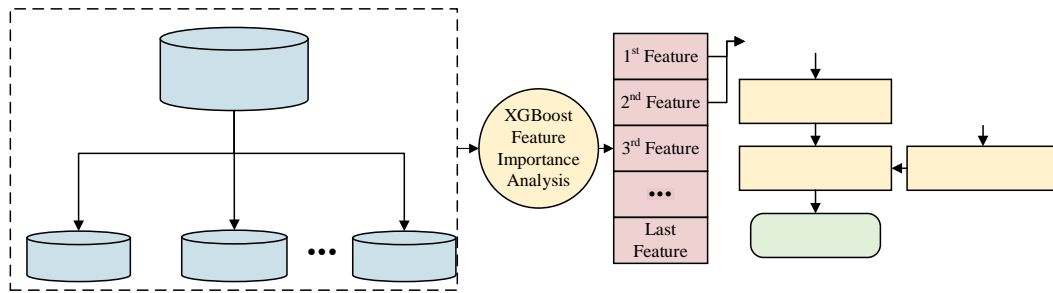 XGBoost
Feature
Importance
Analysis
1st Feature
2nd Feature
3rd Feature
•••
Last
Feature
•••